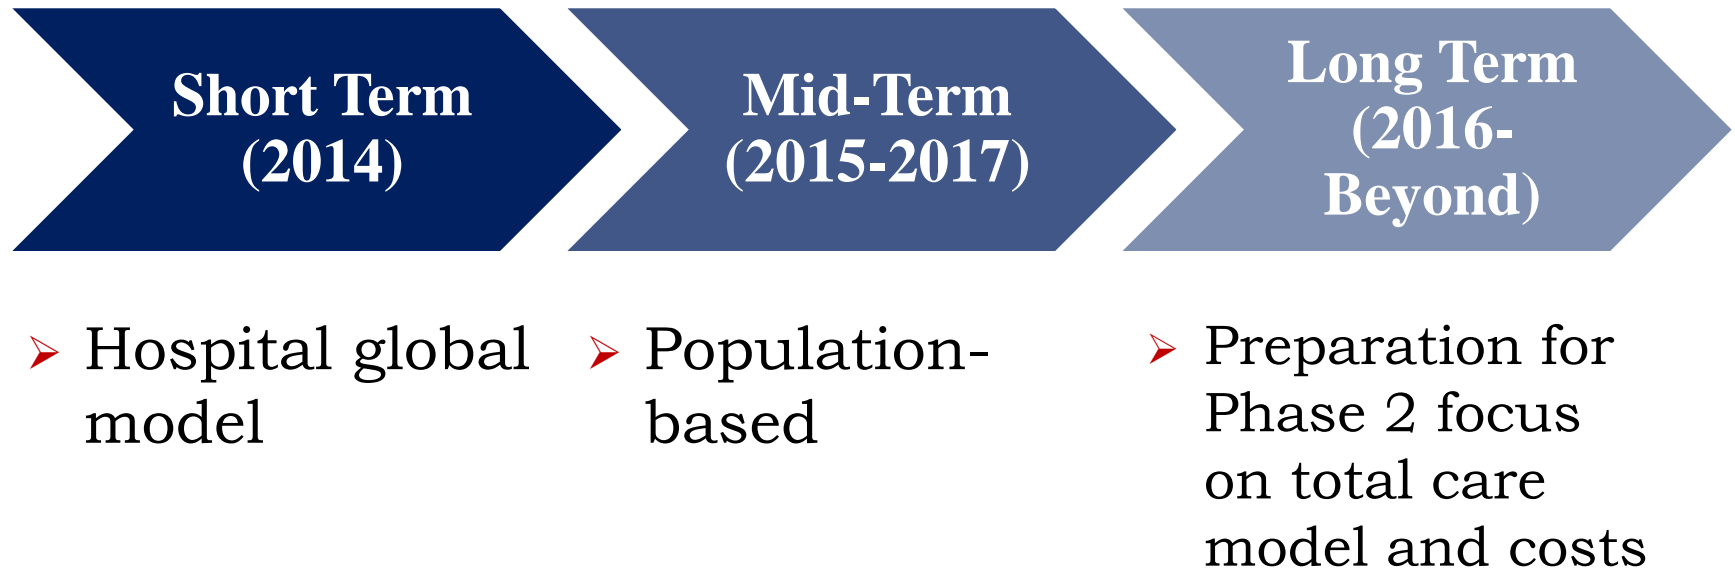 Short Term
(2014)
Mid-Term
(2015-2017)
Long Term
(2016-
Beyond)
Hospital global
model
Population-
based
Preparation for
Phase 2 focus
on total care
model and costs